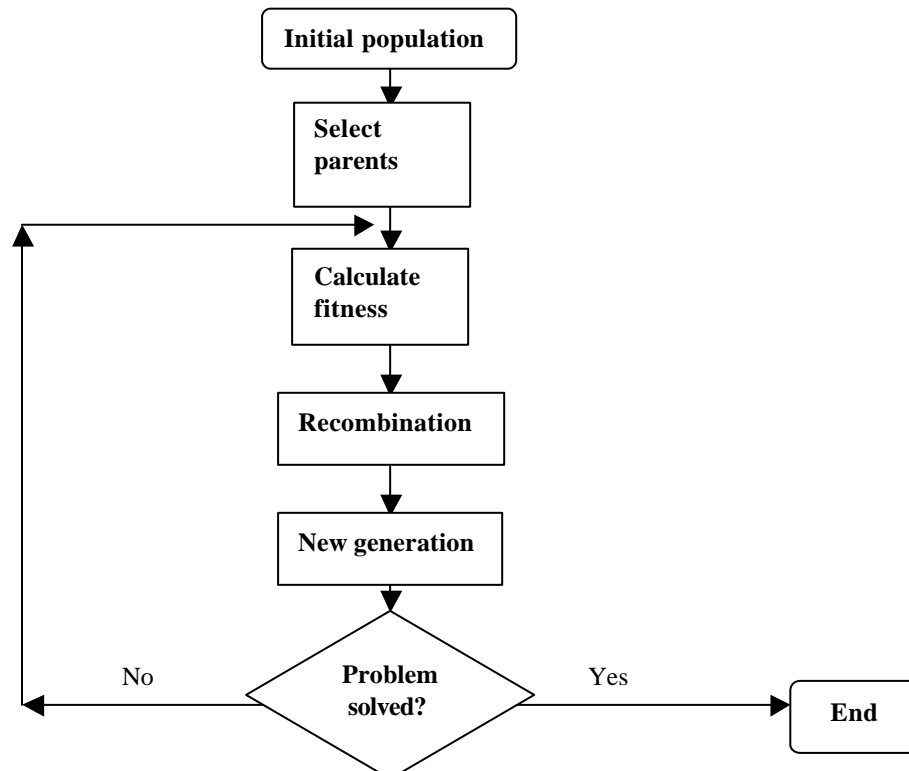 Initial population
Select
parents
Calculate
fitness
Recombination
New generation
Problem
solved?
No
Yes
End